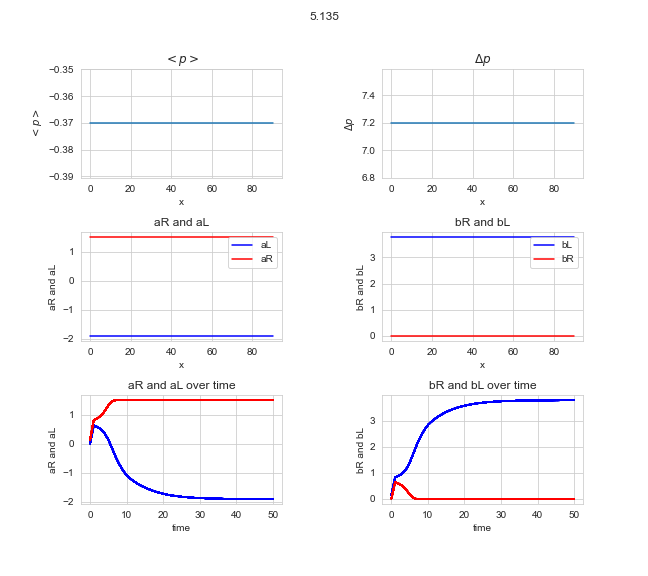 5.135
< p >
−0.35
−0.36
−0.37
−0.38
−0.39
< p >
0 20 40 60 80
x
Δp
7.4
7.2
7.0
6.8
Δp
0 20 40 60 80
x
aR and aL
1
0
−1
−2
aR and aL
aL
aR
0 20 40 60 80
x
bR and bL
3
2
1
0
bR and bL
bL
bR
0 20 40 60 80
x
aR and aL over time
1
0
−1
−2
aR and aL
0 10 20 30 40 50
time
bR and bL over time
3
2
1
0
bR and bL
0 10 20 30 40 50
time